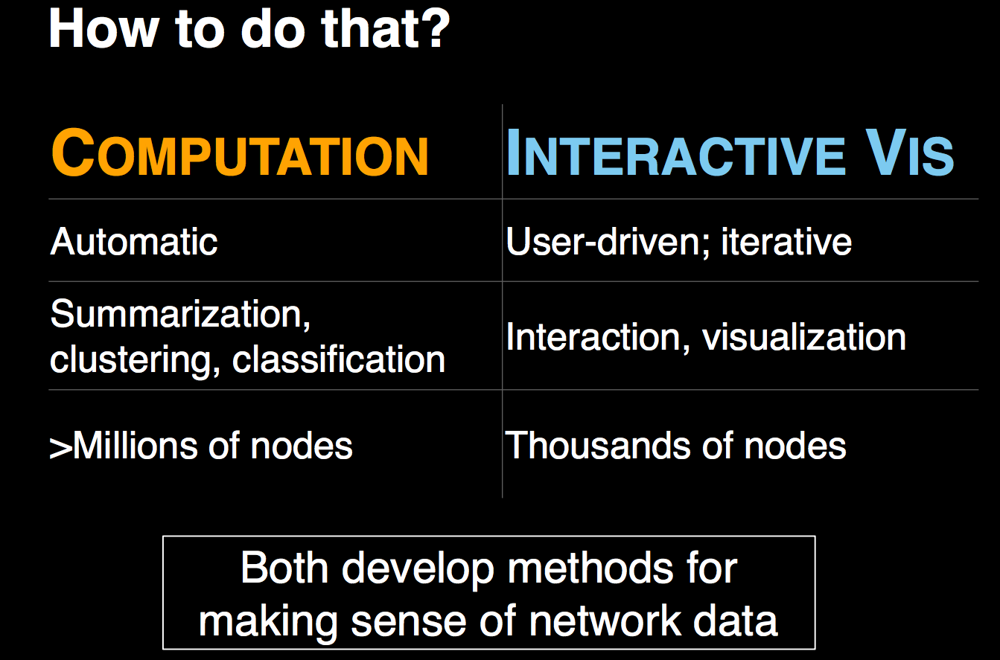 How to do that?
COMPUTATION
INTERACTIVE VIS
Automatic
User-driven; iterative
Summarization,
clustering, classification
Interaction, visualization
>Millions of nodes
Thousands of nodes
Both develop methods for
making sense of network data